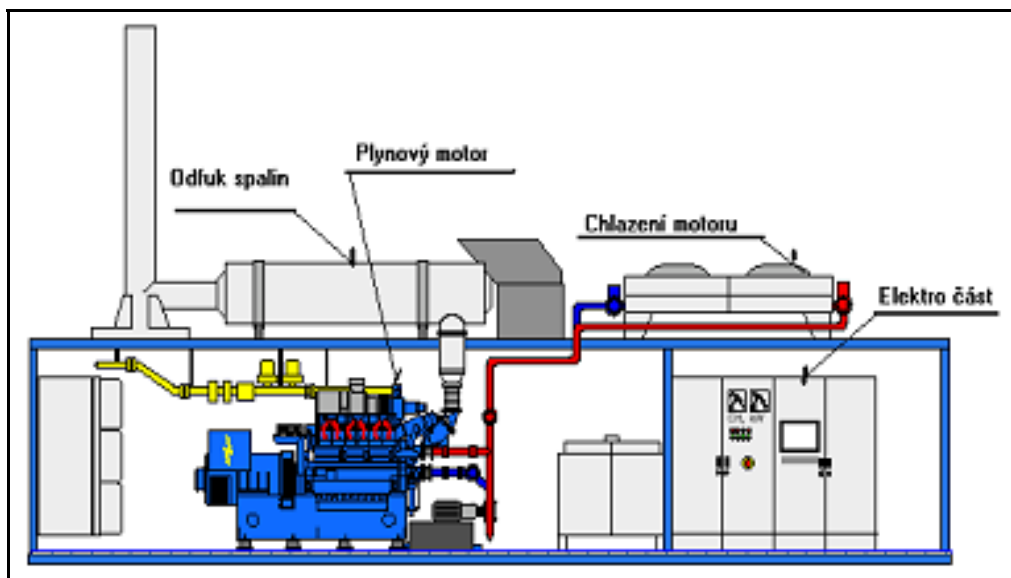 Plynový motor
Odfuk spalin
Chlazení motoru
Elektro část